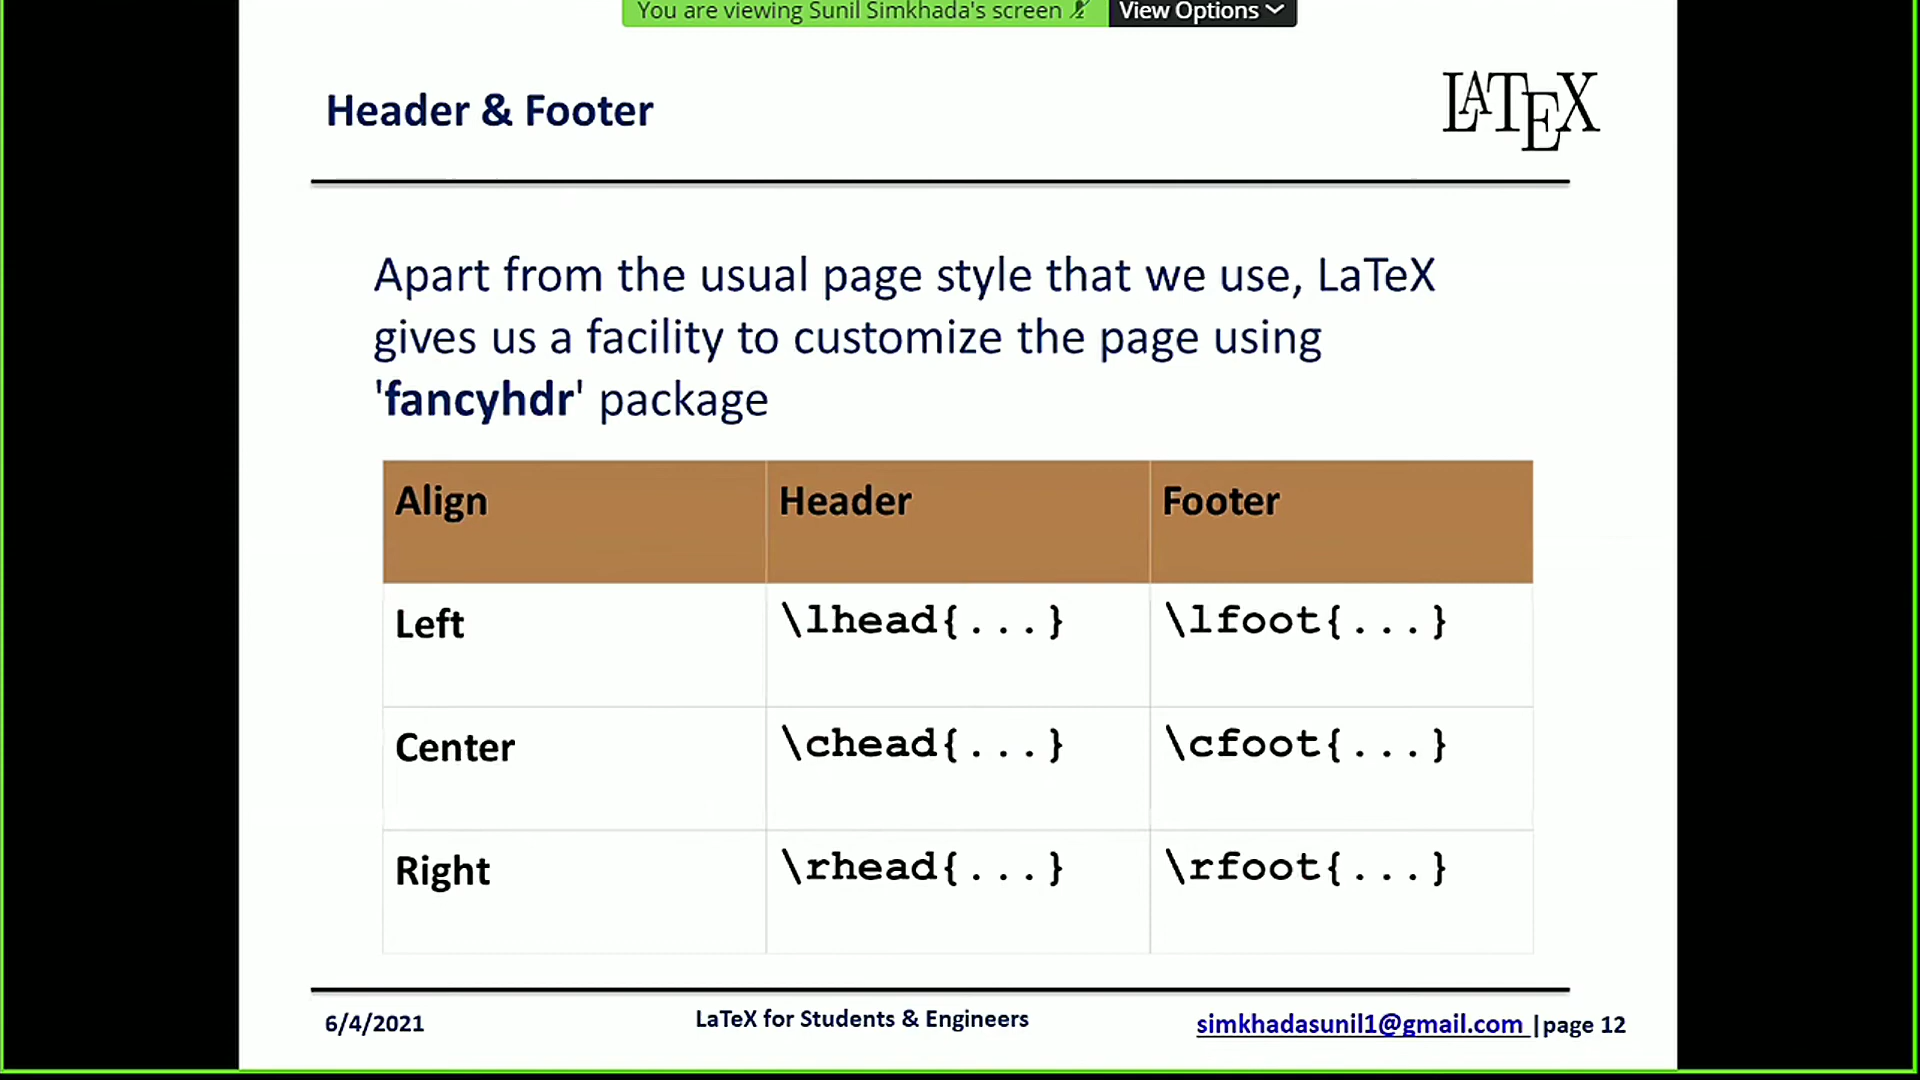 You are viewing Sunil Simkhada's screen View Options
Header & Footer
LATEX
Apart from the usual page style that we use, LaTeX
gives us a facility to customize the page using
'fancyhdr' package
Align Header Footer
Left \lhead{...} \lfoot{...}
Center \chead{...} \cfoot{...}
Right \rhead{...} \rfoot{...}
6/4/2021 LaTeX for Students & Engineers simkhadasunil1@gmail.com |page 12